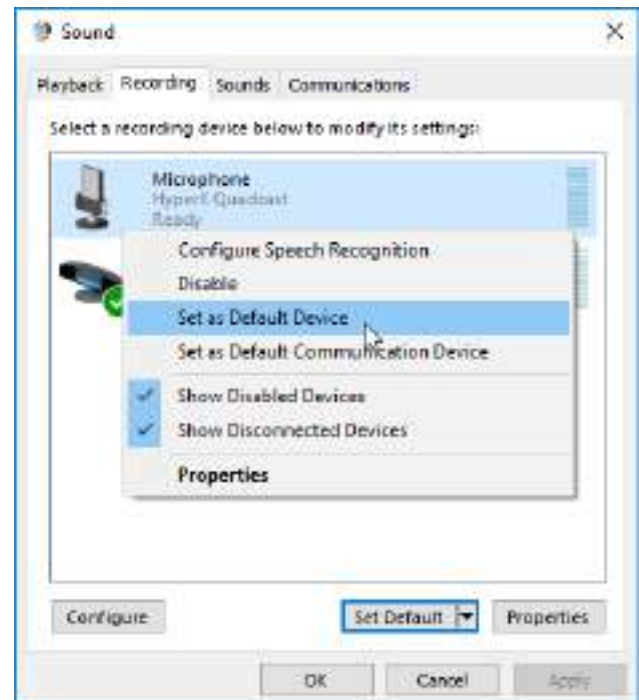 Sound
Playback Recording Sounds Communications
Select a recording device below to modify its settings:
Microphone
HyperX Quadcast
Ready
Configure Speech Recognition
Disable
Set as Default Device
Set as Default Communication Device
Show Disabled Devices
Show Disconnected Devices
Properties
Configure Set Default Properties
OK Cancel Apply